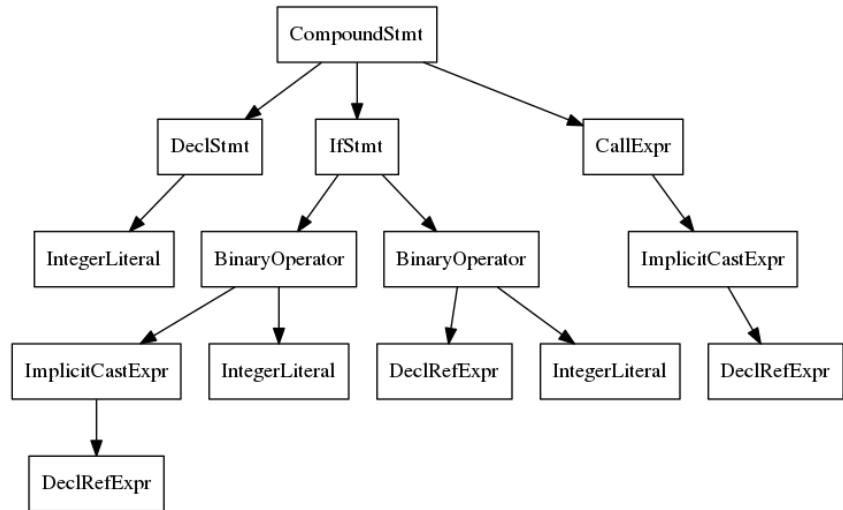 CompoundStmt
DeclStmt
IfStmt
CallExpr
IntegerLiteral
BinaryOperator
BinaryOperator
ImplicitCastExpr
ImplicitCastExpr
IntegerLiteral
DeclRefExpr
IntegerLiteral
DeclRefExpr
DeclRefExpr